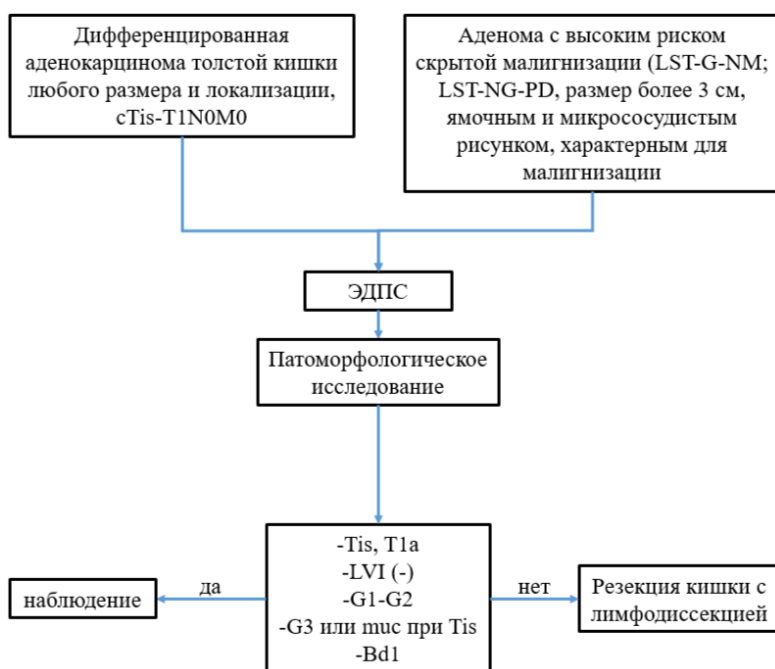 Дифференцированная
аденокарцинома толстой кишки
любого размера и локализации,
cTis-T1N0M0
Аденома с высоким риском
скрытой малигнизации (LST-G-NM;
LST-NG-PD, размер более 3 см,
ямочным и микрососудистым
рисунком, характерным для
малигнизации
ЭДПС
Патоморфологическое
исследование
-Tis, T1a
-LVI (-)
-G1-G2
-G3 или muc при Tis
-Bd1
да
наблюдение
нет
Резекция кишки с
лимфодиссекцией